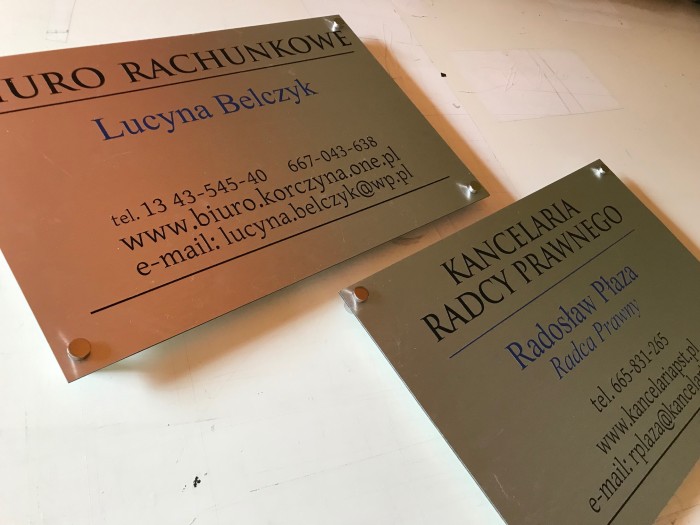 IURO RACHUNKOWE
Lucyna Belczyk
tel. 13 43-545-40 667-043-638
www.biuro.korczyna.one.pl
e-mail: lucyna.belczyk@wp.pl
KANCELARIA
RADCY PRAWNEGO
Radosław Płaza
Radca Prawny
tel. 665-831-265
www.kancelariapst.pl
e-mail: rplaza@kancelari